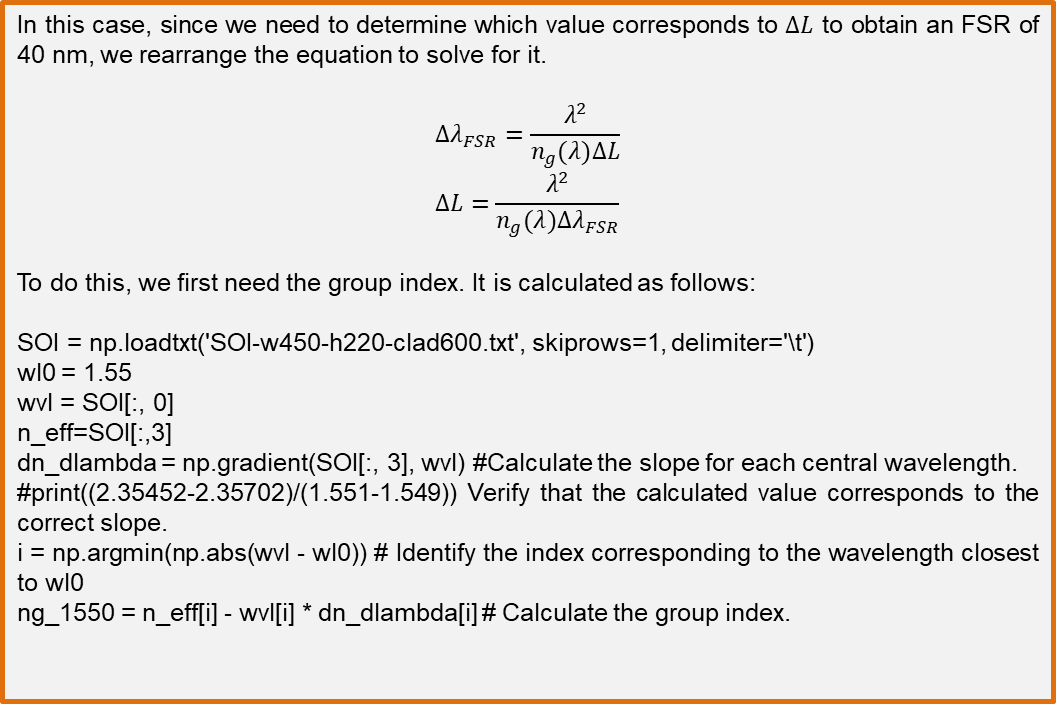 In this case, since we need to determine which value corresponds to Δ𝐿 to obtain an FSR of
40 nm, we rearrange the equation to solve for it.
Δλ_FSR = λ² / (n_g(λ)ΔL)
ΔL = λ² / (n_g(λ)Δλ_FSR)
To do this, we first need the group index. It is calculated as follows:
SOI = np.loadtxt('SOI-w450-h220-clad600.txt', skiprows=1, delimiter='\t')
wl0 = 1.55
wvl = SOI[:, 0]
n_eff=SOI[:,3]
dn_dlambda = np.gradient(SOI[:, 3], wvl) #Calculate the slope for each central wavelength.
#print((2.35452-2.35702)/(1.551-1.549)) Verify that the calculated value corresponds to the
correct slope.
i = np.argmin(np.abs(wvl - wl0)) # Identify the index corresponding to the wavelength closest
to wl0
ng_1550 = n_eff[i] - wvl[i] * dn_dlambda[i] # Calculate the group index.